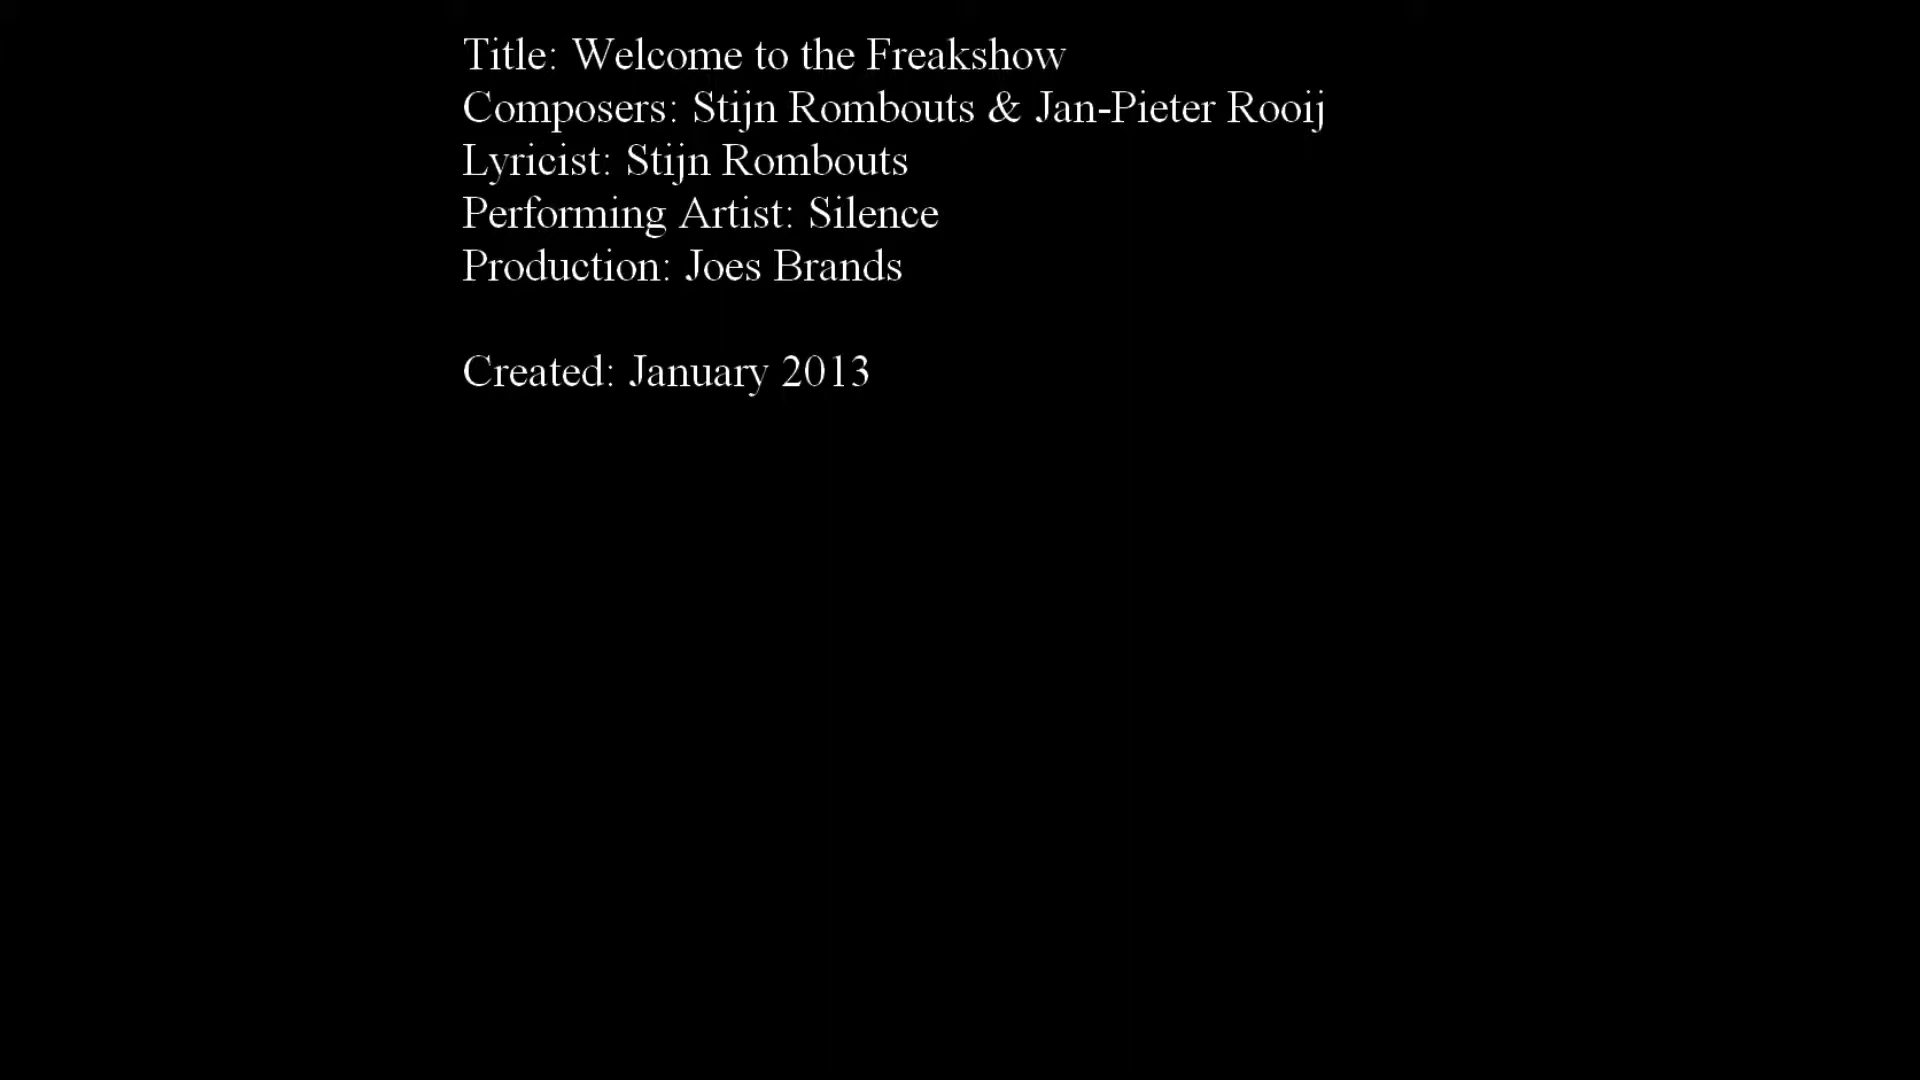 Title: Welcome to the Freakshow
Composers: Stijn Rombouts & Jan-Pieter Rooij
Lyricist: Stijn Rombouts
Performing Artist: Silence
Production: Joes Brands
Created: January 2013